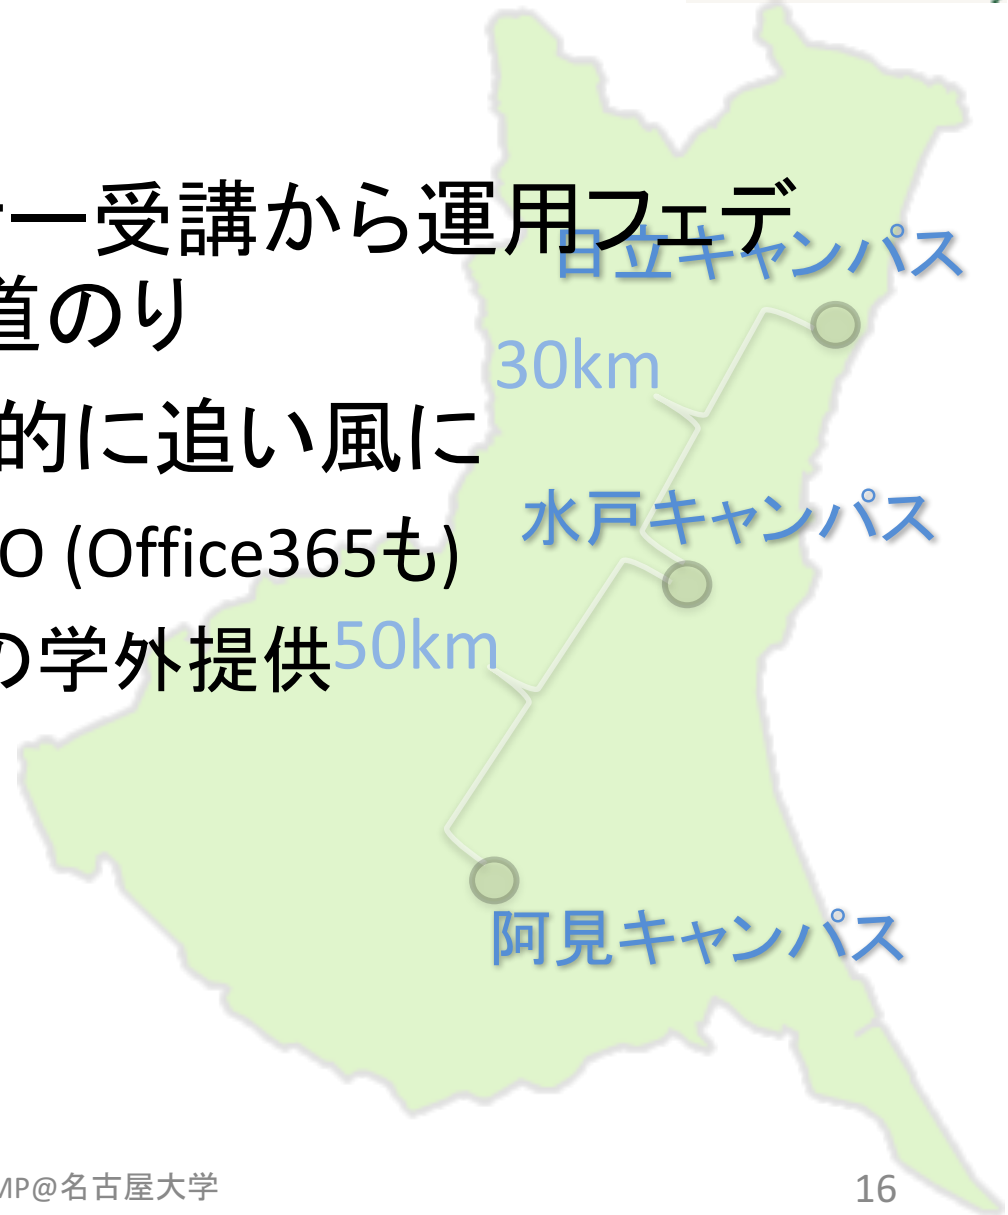 ー受講から運用フェデ
日立キャンパス
道のり
30km
的に追い風に
水戸キャンパス
O (Office365も)
の学外提供
50km
阿見キャンパス
MP@名古屋大学
16